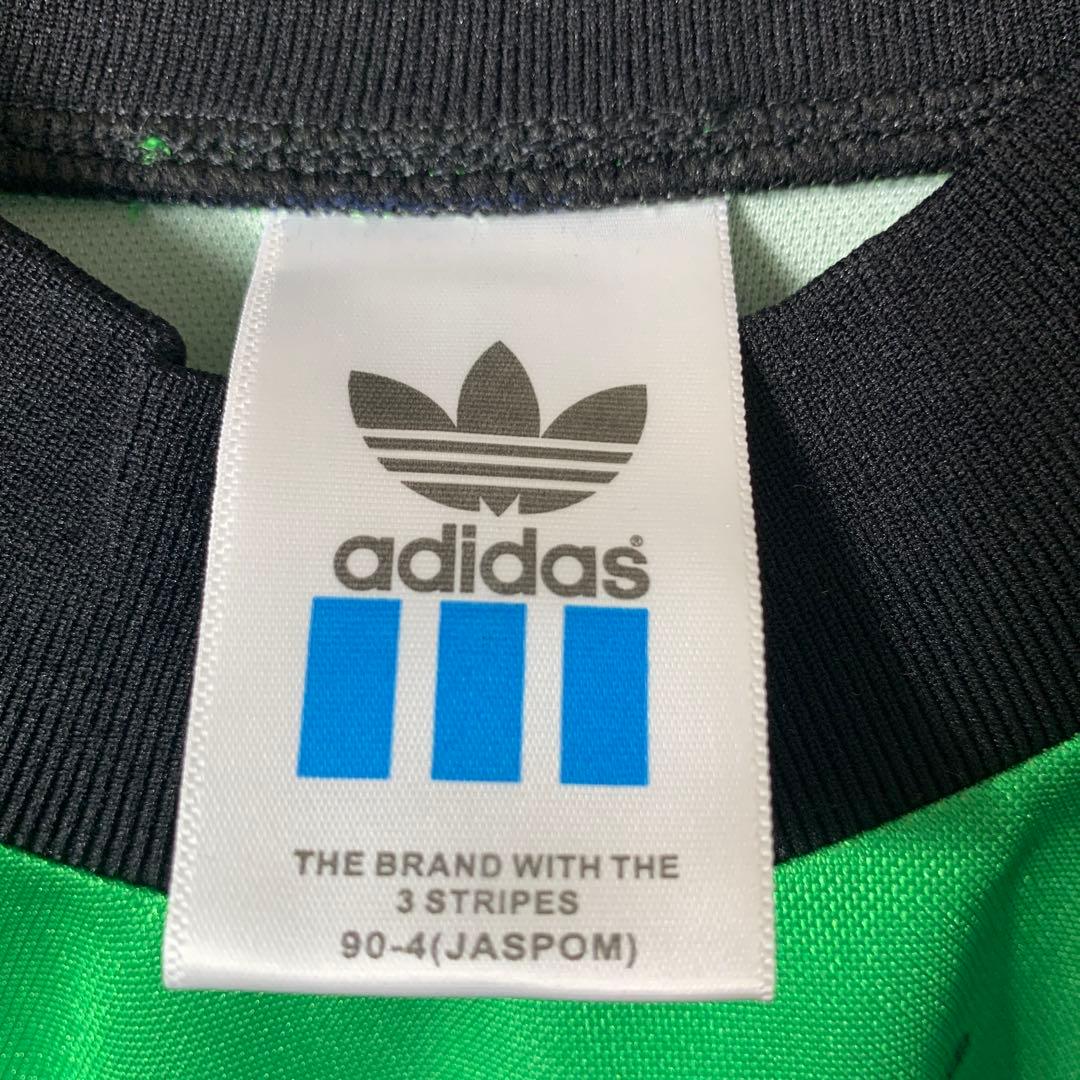 adidas®
THE BRAND WITH THE
3 STRIPES
90-4(JASPOM)